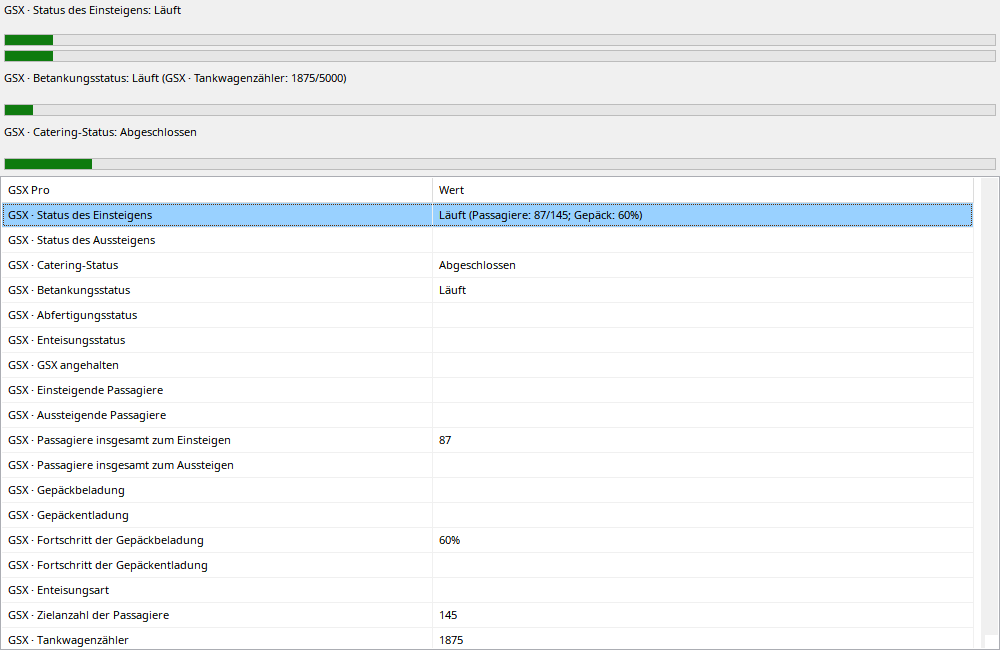 GSX · Status des Einsteigens: Läuft
GSX · Betankungsstatus: Läuft (GSX · Tankwagenzähler: 1875/5000)
GSX · Catering-Status: Abgeschlossen
GSX Pro Wert
GSX · Status des Einsteigens Läuft (Passagiere: 87/145; Gepäck: 60%)
GSX · Status des Aussteigens
GSX · Catering-Status Abgeschlossen
GSX · Betankungsstatus Läuft
GSX · Abfertigungsstatus
GSX · Enteisungsstatus
GSX · GSX angehalten
GSX · Einsteigende Passagiere
GSX · Aussteigende Passagiere
GSX · Passagiere insgesamt zum Einsteigen 87
GSX · Passagiere insgesamt zum Aussteigen
GSX · Gepäckbeladung
GSX · Gepäckentladung
GSX · Fortschritt der Gepäckbeladung 60%
GSX · Fortschritt der Gepäckentladung
GSX · Enteisungsart
GSX · Zielanzahl der Passagiere 145
GSX · Tankwagenzähler 1875